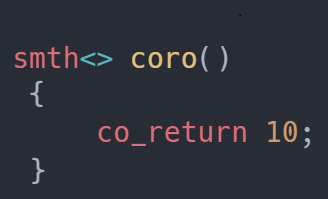 smth<> coro()
{
co_return 10;
}